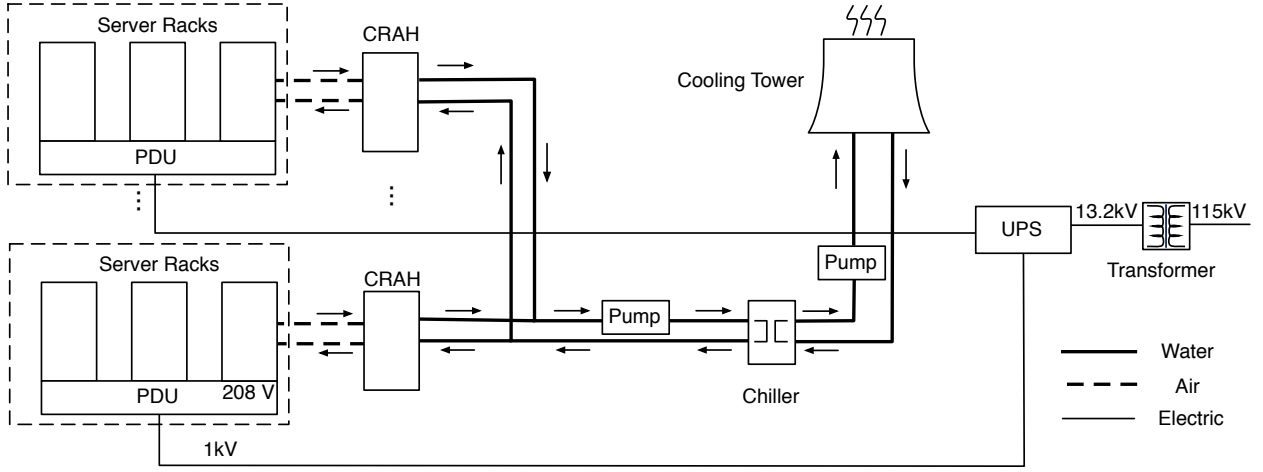 Server Racks
CRAH
PDU
⋮
⋮
Cooling Tower
Pump
UPS
13.2kV
115kV
Transformer
Server Racks
CRAH
PDU
208 V
1kV
Pump
Chiller
Water
Air
Electric